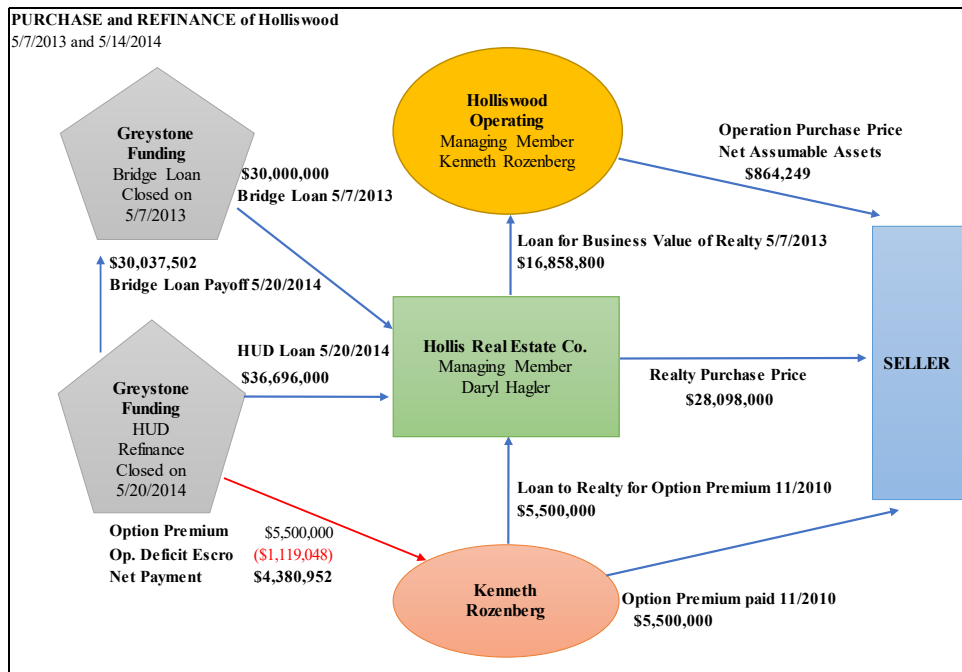 PURCHASE and REFINANCE of Holliswood
5/7/2013 and 5/14/2014
Greystone
Funding
Bridge Loan
Closed on
5/7/2013
$30,000,000
Bridge Loan 5/7/2013
Holliswood
Operating
Managing Member
Kenneth Rozenberg
Operation Purchase Price
Net Assumable Assets
$864,249
Loan for Business Value of Realty 5/7/2013
$16,858,800
$30,037,502
Bridge Loan Payoff 5/20/2014
HUD Loan 5/20/2014
$36,696,000
Hollis Real Estate Co.
Managing Member
Daryl Hagler
Realty Purchase Price
$28,098,000
SELLER
Greystone
Funding
HUD
Refinance
Closed on
5/20/2014
Loan to Realty for Option Premium 11/2010
$5,500,000
Option Premium $5,500,000
Op. Deficit Escro ($1,119,048)
Net Payment $4,380,952
Kenneth
Rozenberg
Option Premium paid 11/2010
$5,500,000